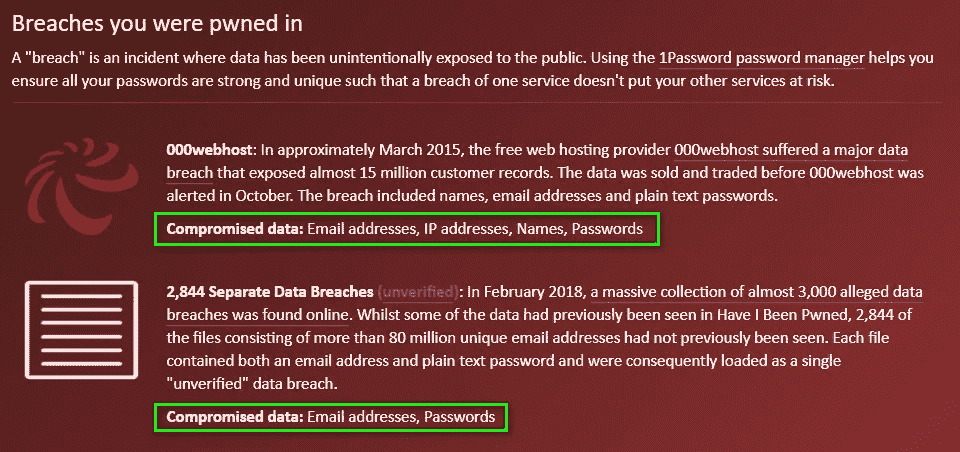 Breaches you were pwned in
A "breach" is an incident where data has been unintentionally exposed to the public. Using the 1Password password manager helps you
ensure all your passwords are strong and unique such that a breach of one service doesn't put your other services at risk.
000webhost: In approximately March 2015, the free web hosting provider 000webhost suffered a major data
breach that exposed almost 15 million customer records. The data was sold and traded before 000webhost was
alerted in October. The breach included names, email addresses and plain text passwords.
Compromised data: Email addresses, IP addresses, Names, Passwords
2,844 Separate Data Breaches (unverified): In February 2018, a massive collection of almost 3,000 alleged data
breaches was found online. Whilst some of the data had previously been seen in Have I Been Pwned, 2,844 of
the files consisting of more than 80 million unique email addresses had not previously been seen. Each file
contained both an email address and plain text password and were consequently loaded as a single
"unverified" data breach.
Compromised data: Email addresses, Passwords